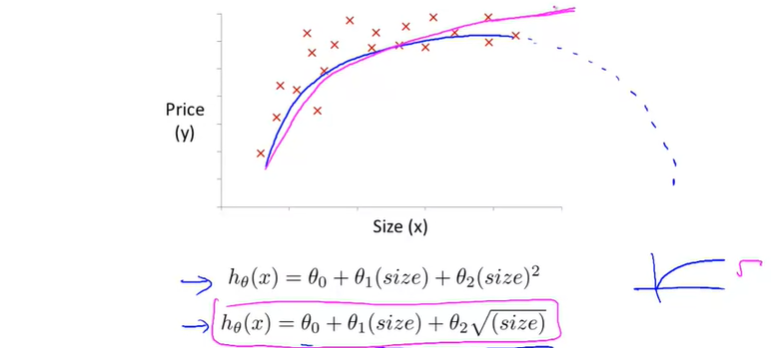 Price
(y)
Size (x)
→ hθ(x) = θ₀ + θ₁(size) + θ₂(size)²
→ hθ(x) = θ₀ + θ₁(size) + θ₂√(size)
√